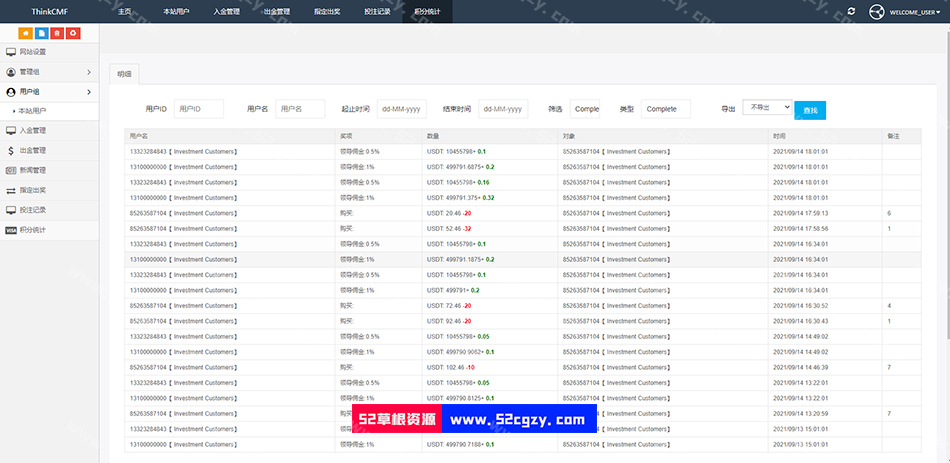 ThinkCMF 主页 本站用户 入金管理 出金管理 指定出奖 投注记录 积分统计 WELCOME_USER
网站设置
管理组
用户组
本站用户
入金管理
出金管理
新闻管理
指定出奖
投注记录
积分统计
明细
用户ID 用户ID 用户名 用户名 起止时间 dd-MM-yyyy 结束时间 dd-MM-yyyy 筛选 Comple 类型 Complete 导出 不导出 查找
用户名 奖项 数量 对象 时间 备注
13323284843【 Investment Customers】 领导佣金:0.5% USDT: 10455798+ 0.1 85263587104【 Investment Customers】 2021/09/14 18:01:01
13100000000【 Investment Customers】 领导佣金:1% USDT: 499791.6875+ 0.2 85263587104【 Investment Customers】 2021/09/14 18:01:01
13323284843【 Investment Customers】 领导佣金:0.5% USDT: 10455798+ 0.16 85263587104【 Investment Customers】 2021/09/14 18:01:01
13100000000【 Investment Customers】 领导佣金:1% USDT: 499791.375+ 0.32 85263587104【 Investment Customers】 2021/09/14 18:01:01
85263587104【 Investment Customers】 购买: USDT: 20.46 -20 85263587104【 Investment Customers】 2021/09/14 17:59:13 6
85263587104【 Investment Customers】 购买: USDT: 52.46 -32 85263587104【 Investment Customers】 2021/09/14 17:58:56 1
13323284843【 Investment Customers】 领导佣金:0.5% USDT: 10455798+ 0.1 85263587104【 Investment Customers】 2021/09/14 16:34:01
13100000000【 Investment Customers】 领导佣金:1% USDT: 499791.1875+ 0.2 85263587104【 Investment Customers】 2021/09/14 16:34:01
13323284843【 Investment Customers】 领导佣金:0.5% USDT: 10455798+ 0.1 85263587104【 Investment Customers】 2021/09/14 16:34:01
13100000000【 Investment Customers】 领导佣金:1% USDT: 499791+ 0.2 85263587104【 Investment Customers】 2021/09/14 16:34:01
85263587104【 Investment Customers】 购买: USDT: 72.46 -20 85263587104【 Investment Customers】 2021/09/14 16:30:52 4
85263587104【 Investment Customers】 购买: USDT: 92.46 -20 85263587104【 Investment Customers】 2021/09/14 16:30:43 1
13323284843【 Investment Customers】 领导佣金:0.5% USDT: 10455798+ 0.05 85263587104【 Investment Customers】 2021/09/14 14:49:02
13100000000【 Investment Customers】 领导佣金:1% USDT: 499790.9062+ 0.1 85263587104【 Investment Customers】 2021/09/14 14:49:02
85263587104【 Investment Customers】 购买: USDT: 102.46 -10 85263587104【 Investment Customers】 2021/09/14 14:46:39 7
13323284843【 Investment Customers】 领导佣金:0.5% USDT: 10455798+ 0.05 85263587104【 Investment Customers】 2021/09/14 13:22:01
13100000000【 Investment Customers】 领导佣金:1% USDT: 499790.8125+ 0.1 85263587104【 Investment Customers】 2021/09/14 13:22:01
85263587104【 Investment Customers】 85263587104【 Investment Customers】 2021/09/14 13:20:59 7
13323284843【 Investment Customers】 85263587104【 Investment Customers】 2021/09/13 15:01:01
13100000000【 Investment Customers】 领导佣金:1% USDT: 499790.7188+ 0.1 85263587104【 Investment Customers】 2021/09/13 15:01:01
52草根资源 www.52cgzy.com